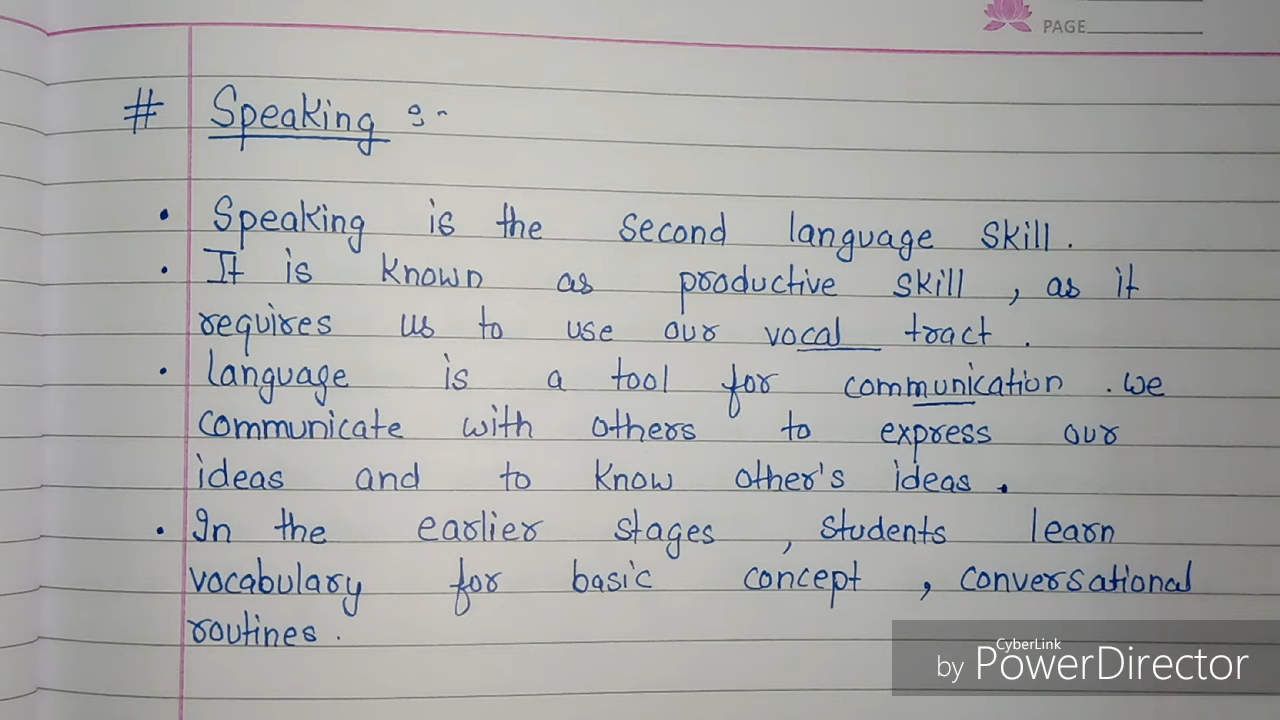 PAGE
# Speaking :-
• Speaking is the second language skill.
• It is known as productive skill, as it
requires us to use our vocal tract.
• language is a tool for communication. we
communicate with others to express our
ideas and to know other's ideas.
• In the earlier stages, students learn
vocabulary for basic concept, conversational
routines.
CyberLink
by PowerDirector